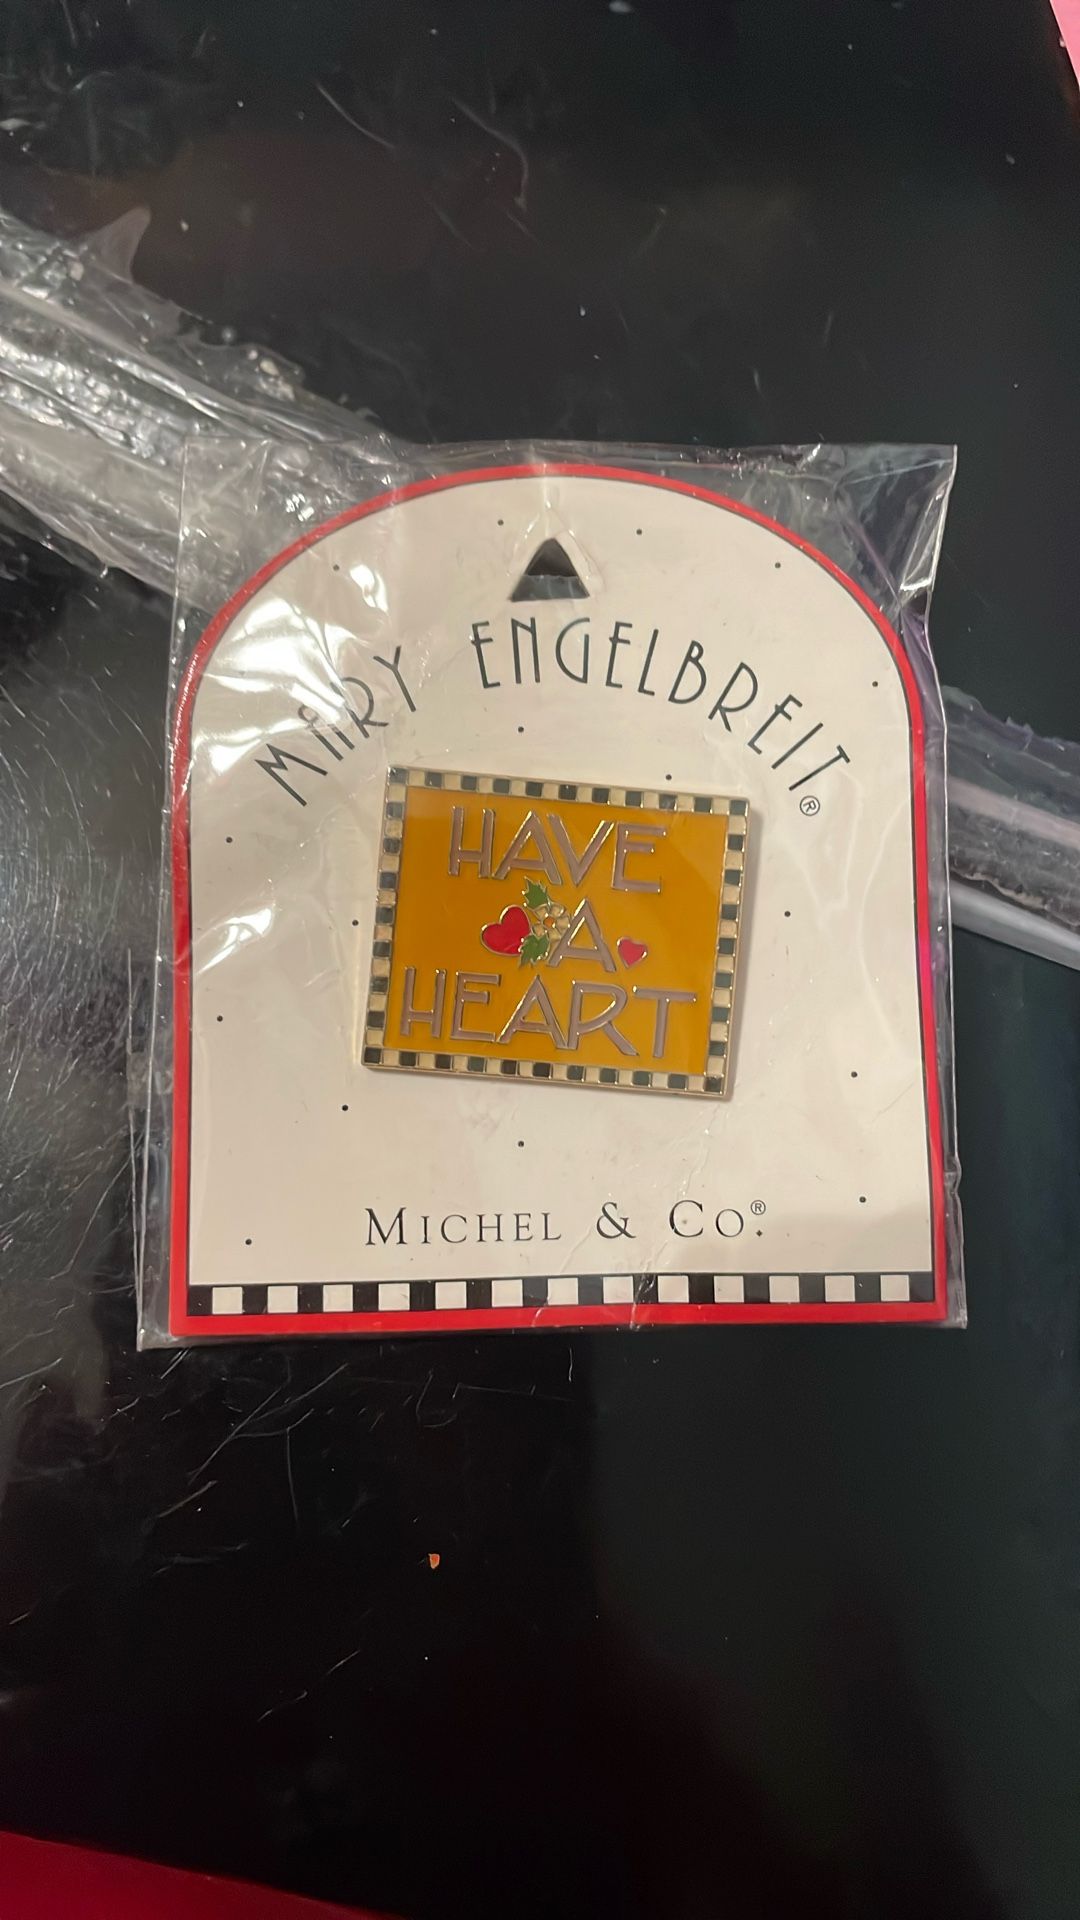 MARY ENGELBREIT®
HAVE
A
HEART
MICHEL & CO.®